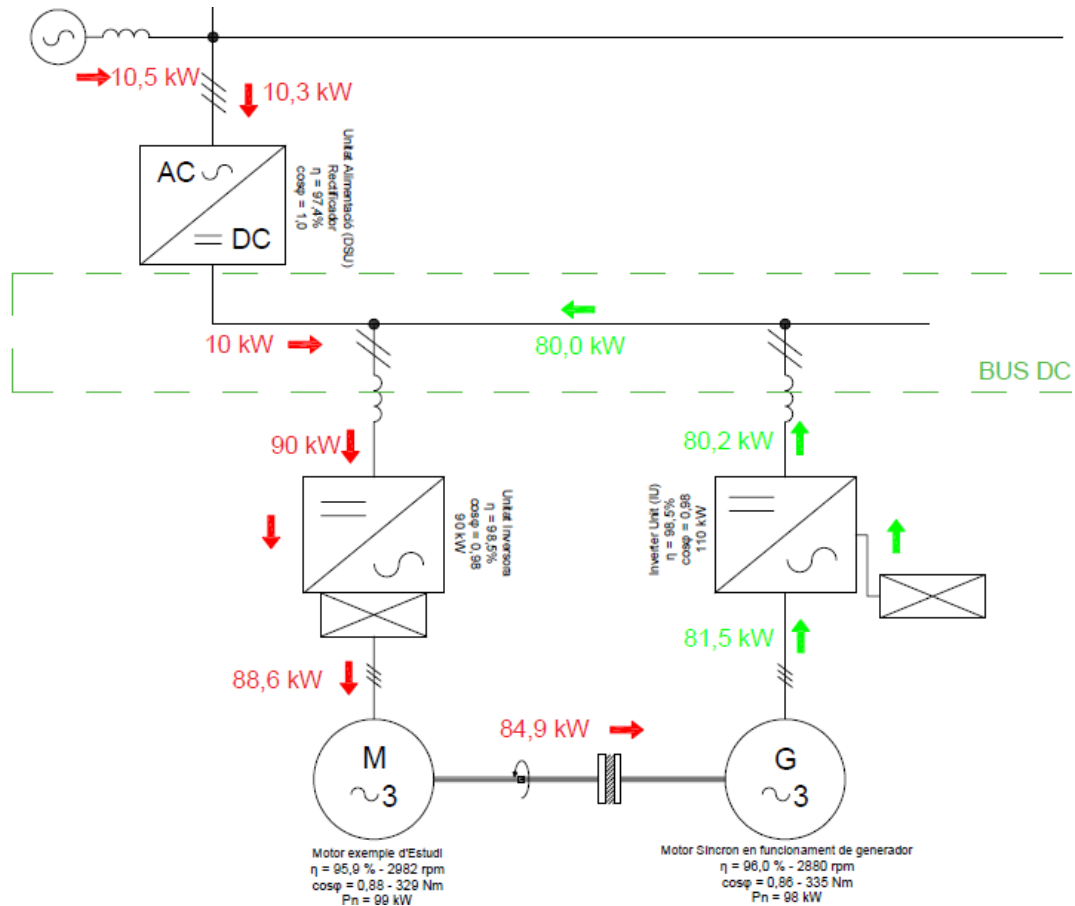 10,5 kW
10,3 kW
AC
DC
Unitat Alimentació (DSU)
Rectificador
η = 97,4%
cosφ = 1,0
10 kW
80,0 kW
BUS DC
90 kW
80,2 kW
Unitat Inversora
η = 98,5%
cosφ = 0,98
90 kW
Inverter Unit (IU)
η = 98,5%
cosφ = 0,98
110 kW
88,6 kW
81,5 kW
84,9 kW
M
3
G
3
Motor exemple d'Estudi
η = 95,9 % - 2982 rpm
cosφ = 0,88 - 329 Nm
Pn = 99 kW
Motor Síncron en funcionament de generador
η = 96,0 % - 2880 rpm
cosφ = 0,86 - 335 Nm
Pn = 98 kW